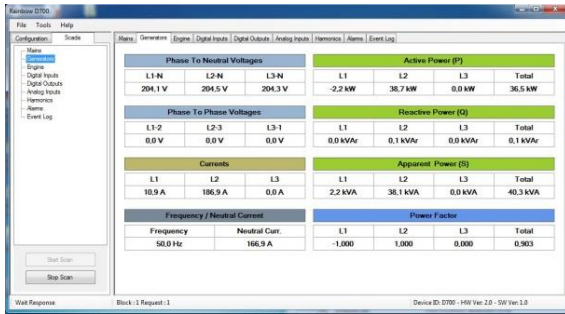 Rainbow D700.
File Tools Help
Configuration Scada
Mains
Generators
Engine
Digital Inputs
Digital Outputs
Analog Inputs
Harmonics
Alarms
Event Log
Start Scan
Stop Scan
Mains Generators Engine Digital Inputs Digital Outputs Analog Inputs Harmonics Alarms Event Log
Phase To Neutral Voltages
L1-N L2-N L3-N
204,1 V 204,5 V 204,3 V
Phase To Phase Voltages
L1-2 L2-3 L3-1
0,0 V 0,0 V 0,0 V
Currents
L1 L2 L3
10,9 A 186,9 A 0,0 A
Frequency / Neutral Current
Frequency Neutral Curr.
50,0 Hz 166,9 A
Active Power (P)
L1 L2 L3 Total
-2,2 kW 38,7 kW 0,0 kW 36,5 kW
Reactive Power (Q)
L1 L2 L3 Total
0,0 kVAr 0,1 kVAr 0,0 kVAr 0,1 kVAr
Apparent Power (S)
L1 L2 L3 Total
2,2 kVA 38,1 kVA 0,0 kVA 40,3 kVA
Power Factor
L1 L2 L3 Total
-1,000 1,000 0,000 0,903
Wait Response Block : 1 Request : 1 Device ID: D700 - HW Ver: 2.0 - SW Ver: 1.0